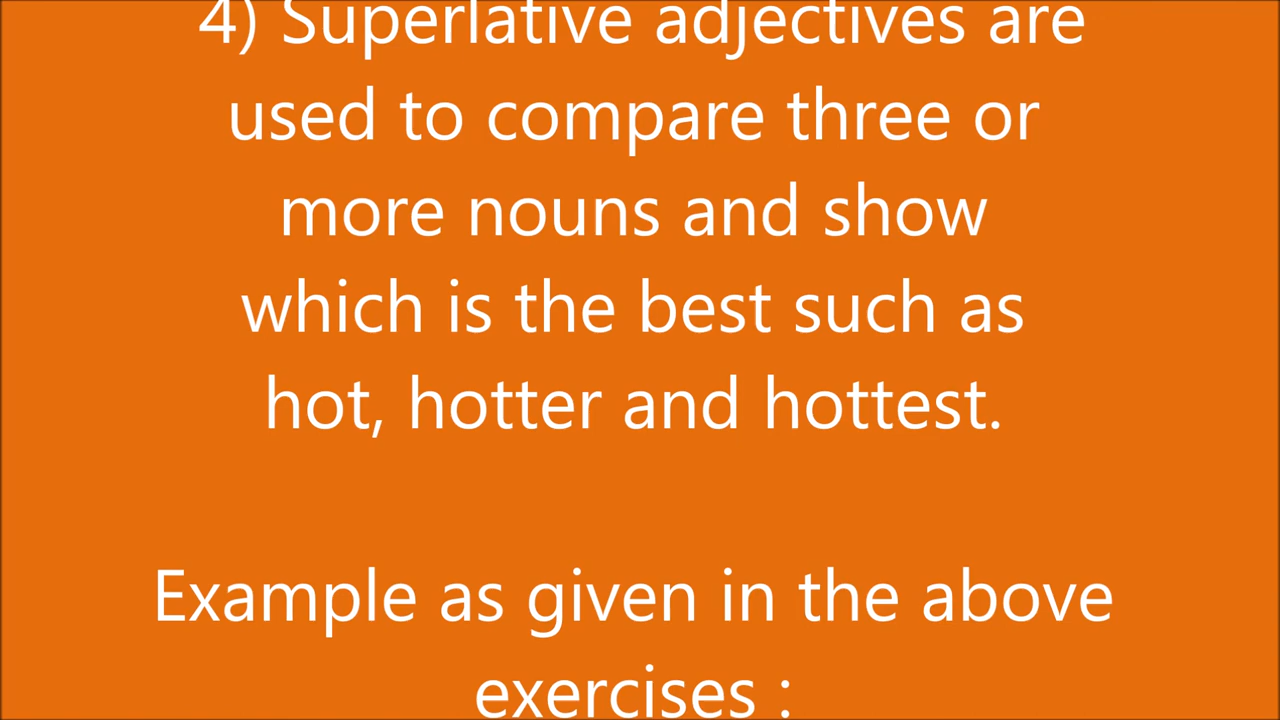 4) Superlative adjectives are
used to compare three or
more nouns and show
which is the best such as
hot, hotter and hottest.
Example as given in the above
exercises :